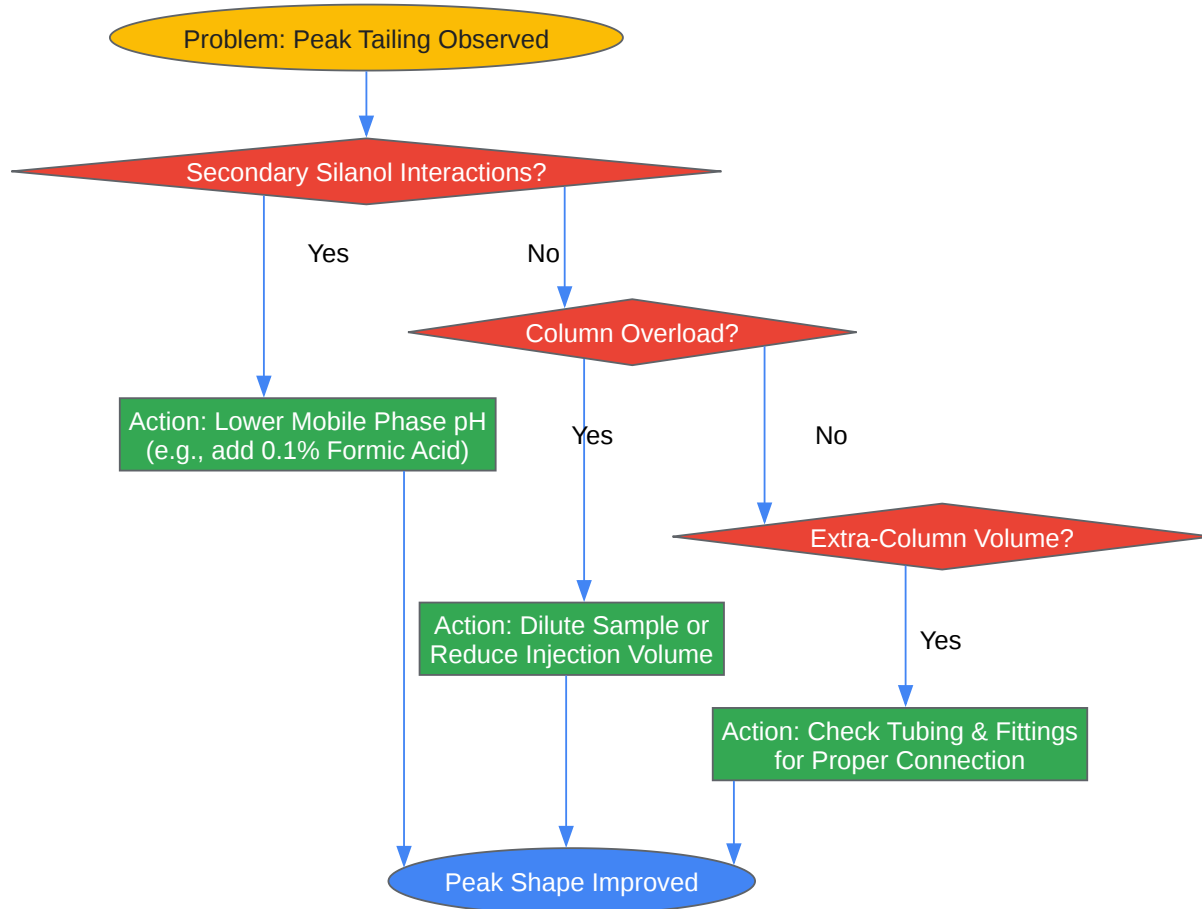 Problem: Peak Tailing Observed
Secondary Silanol Interactions?
Yes
No
Column Overload?
Action: Lower Mobile Phase pH
(e.g., add 0.1% Formic Acid)
Yes
No
Extra-Column Volume?
Action: Dilute Sample or
Reduce Injection Volume
Yes
Action: Check Tubing & Fittings
for Proper Connection
Peak Shape Improved